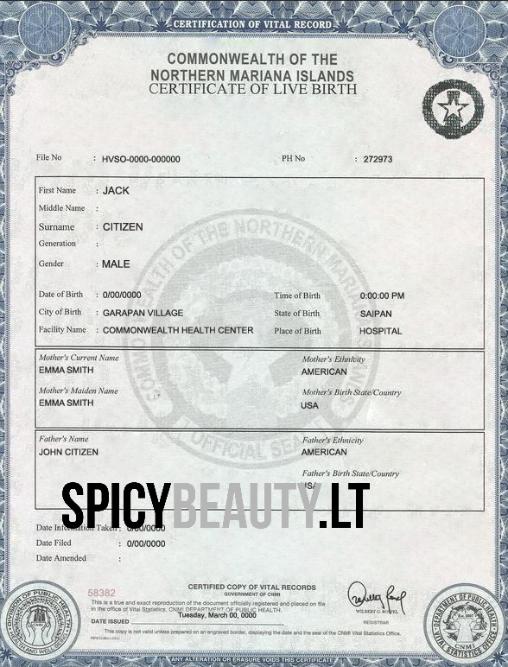 CERTIFICATION OF VITAL RECORD
COMMONWEALTH OF THE
NORTHERN MARIANA ISLANDS
CERTIFICATE OF LIVE BIRTH
File No : HVSO-0000-000000 PH No : 272973
First Name : JACK
Middle Name :
Surname : CITIZEN
Generation :
Gender : MALE
Date of Birth : 0/00/0000 Time of Birth 0:00:00 PM
City of Birth : GARAPAN VILLAGE State of Birth SAIPAN
Facility Name : COMMONWEALTH HEALTH CENTER Place of Birth HOSPITAL
Mother's Current Name Mother's Ethnicity
EMMA SMITH AMERICAN
Mother's Maiden Name Mother's Birth State/Country
EMMA SMITH USA
Father's Name Father's Ethnicity
JOHN CITIZEN AMERICAN
Father's Birth State/Country
SPICYBEAUTY.LT
Date Information Taken : 0/00/0000
Date Filed : 0/00/0000
Date Amended :
58382
CERTIFIED COPY OF VITAL RECORDS
GOVERNMENT OF CNMI
This is a true and exact reproduction of the document officially registered and placed on file
in the office of Vital Statistics, CNMI DEPARTMENT OF PUBLIC HEALTH.
Tuesday, March 00, 0000
DATE ISSUED
REGISTRAR
This copy is not valid unless prepared on an engraved border, displaying the date and the seal of the CNMI Vital Statistics Office.
ANY ALTERATION OR ERASURE VOIDS THIS CERTIFICATE